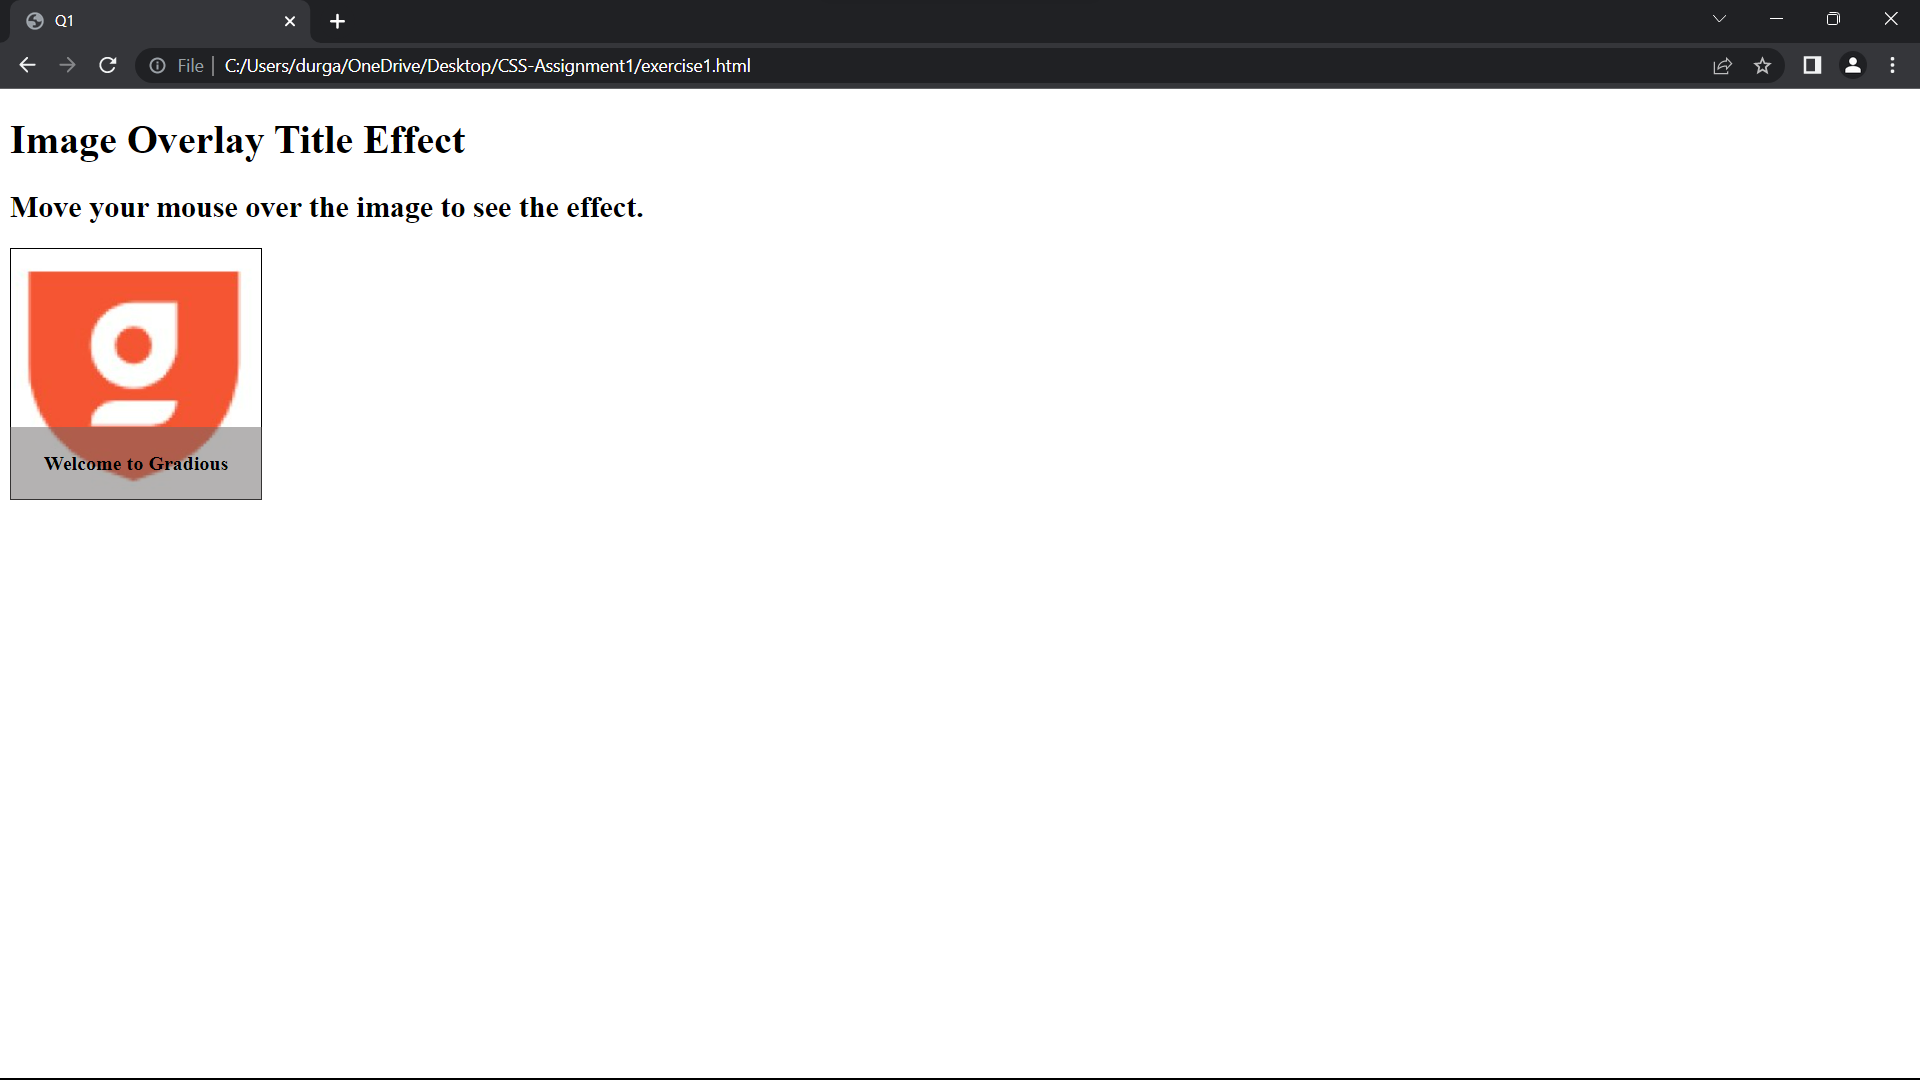 Q1
File
C:/Users/durga/OneDrive/Desktop/CSS-Assignment1/exercise1.html
Image Overlay Title Effect
Move your mouse over the image to see the effect.
Welcome to Gradious